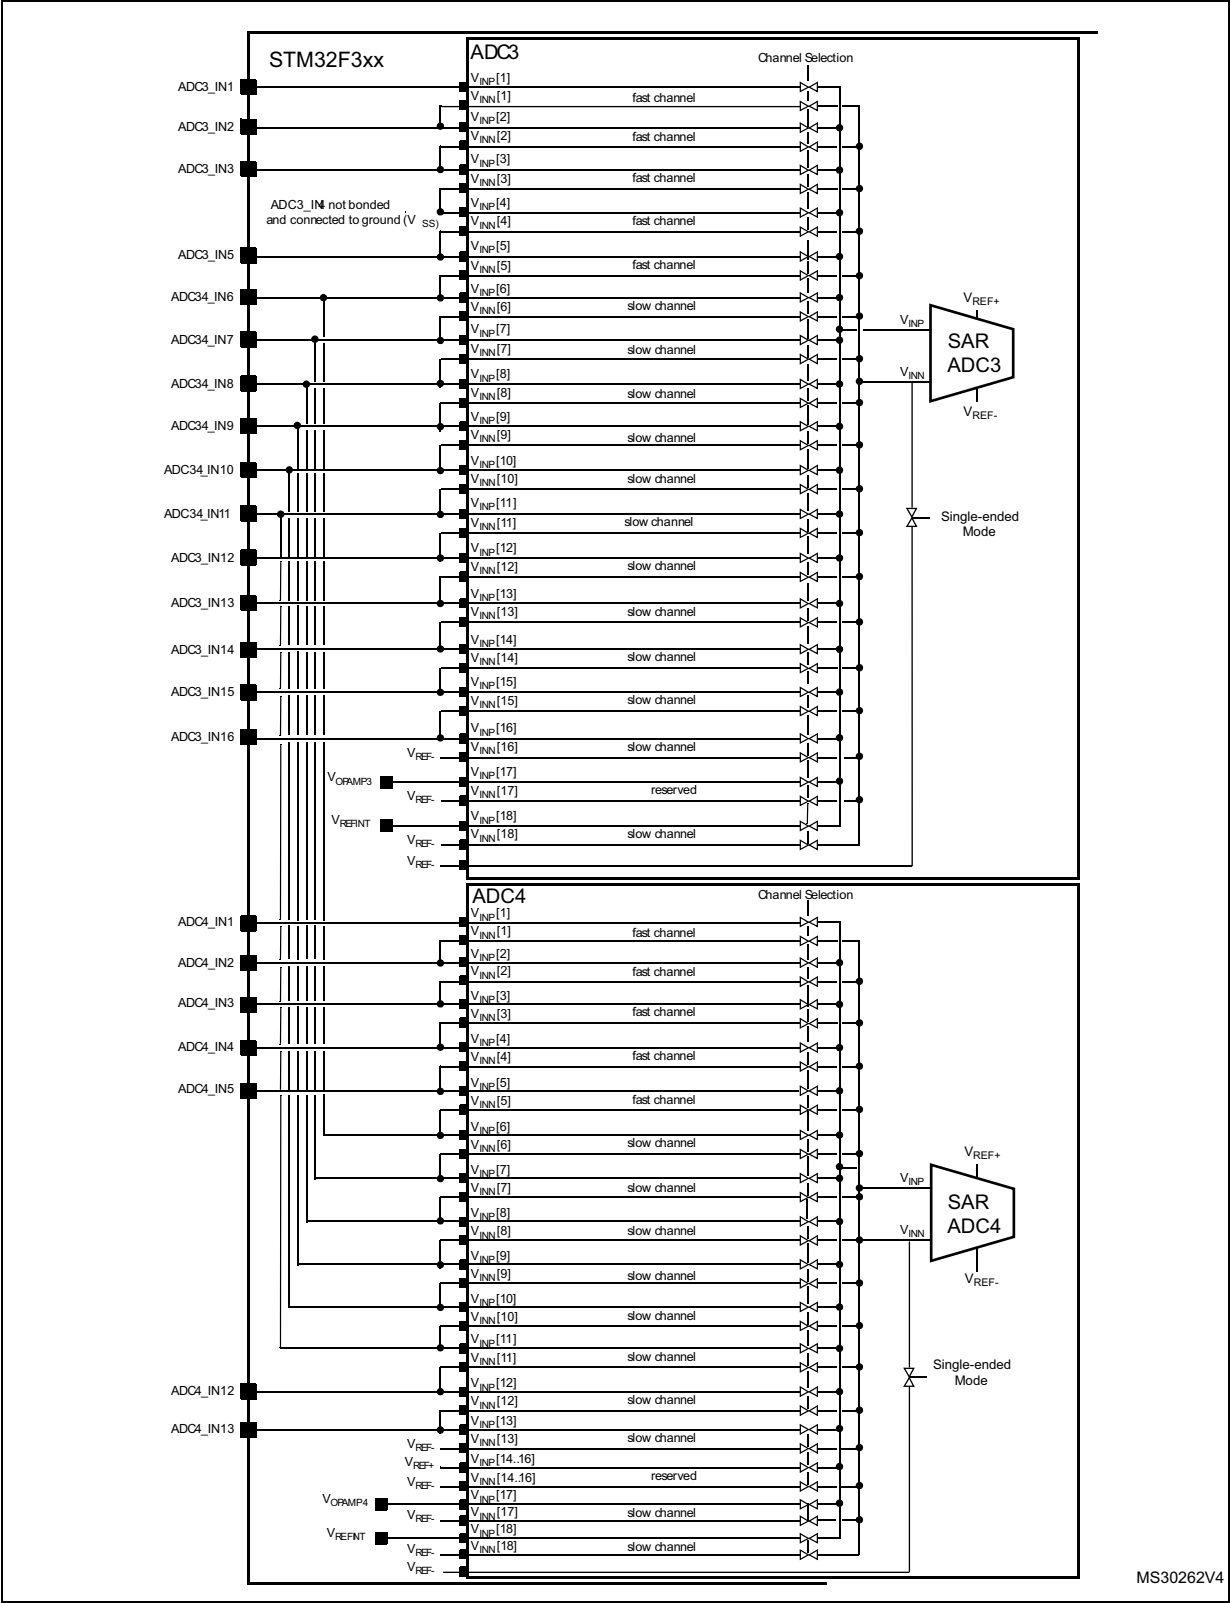 STM32F3xx
ADC3
Channel Selection
ADC3_IN1
VINP[1]
VINN[1]
fast channel
ADC3_IN2
VINP[2]
VINN[2]
fast channel
ADC3_IN3
VINP[3]
VINN[3]
fast channel
ADC3_IN4 not bonded
and connected to ground (VSS)
VINP[4]
VINN[4]
fast channel
ADC3_IN5
VINP[5]
VINN[5]
fast channel
ADC34_IN6
VINP[6]
VINN[6]
slow channel
ADC34_IN7
VINP[7]
VINN[7]
slow channel
ADC34_IN8
VINP[8]
VINN[8]
slow channel
ADC34_IN9
VINP[9]
VINN[9]
slow channel
ADC34_IN10
VINP[10]
VINN[10]
slow channel
ADC34_IN11
VINP[11]
VINN[11]
slow channel
ADC3_IN12
VINP[12]
VINN[12]
slow channel
ADC3_IN13
VINP[13]
VINN[13]
slow channel
ADC3_IN14
VINP[14]
VINN[14]
slow channel
ADC3_IN15
VINP[15]
VINN[15]
slow channel
ADC3_IN16
VINP[16]
VREF-
VINN[16]
slow channel
VOPAMP3
VINP[17]
VREF-
VINN[17]
reserved
VREFINT
VINP[18]
VREF-
VINN[18]
slow channel
VREF-
VREF+
VINP
SAR
ADC3
VINN
VREF-
Single-ended
Mode
ADC4
Channel Selection
ADC4_IN1
VINP[1]
VINN[1]
fast channel
ADC4_IN2
VINP[2]
VINN[2]
fast channel
ADC4_IN3
VINP[3]
VINN[3]
fast channel
ADC4_IN4
VINP[4]
VINN[4]
fast channel
ADC4_IN5
VINP[5]
VINN[5]
fast channel
VINP[6]
VINN[6]
slow channel
VINP[7]
VINN[7]
slow channel
VINP[8]
VINN[8]
slow channel
VINP[9]
VINN[9]
slow channel
VINP[10]
VINN[10]
slow channel
VINP[11]
VINN[11]
slow channel
ADC4_IN12
VINP[12]
VINN[12]
slow channel
ADC4_IN13
VINP[13]
VREF-
VINN[13]
slow channel
VREF+
VINP[14..16]
VREF-
VINN[14..16]
reserved
VOPAMP4
VINP[17]
VREF-
VINN[17]
slow channel
VREFINT
VINP[18]
VREF-
VINN[18]
slow channel
VREF-
VREF+
VINP
SAR
ADC4
VINN
VREF-
Single-ended
Mode
MS30262V4